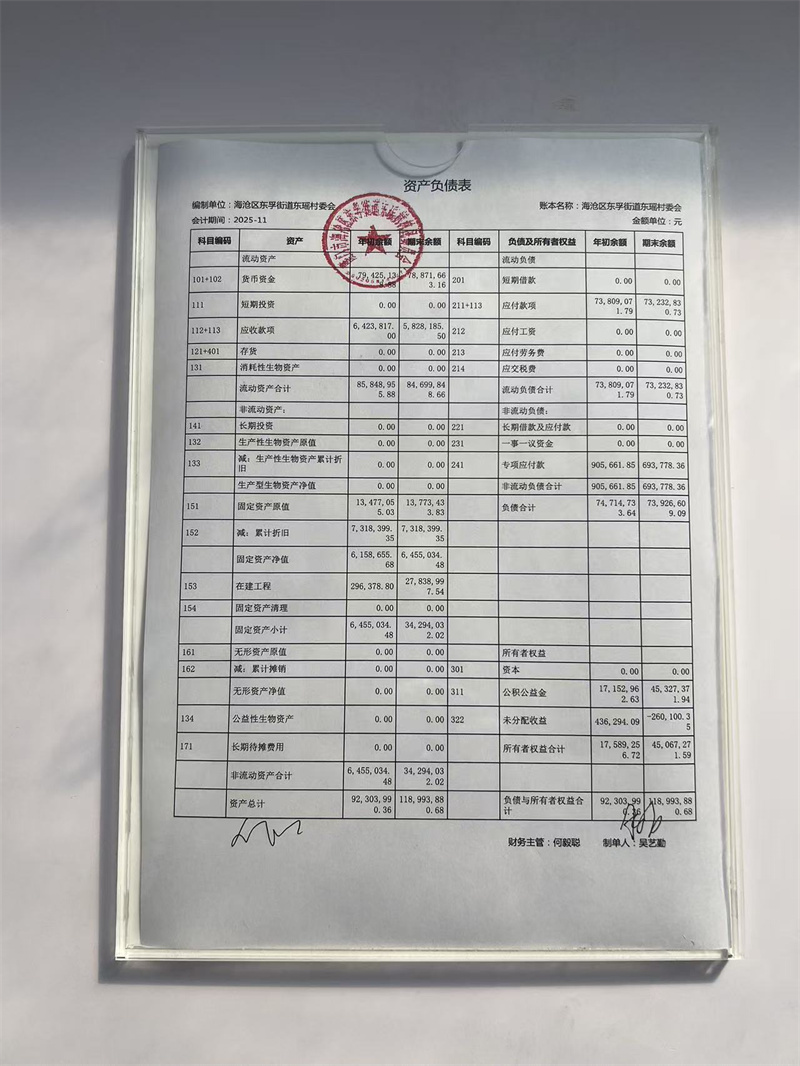 资产负债表
编制单位：海沧区东孚街道东瑶村委会 账本名称：海沧区东孚街道东瑶村委会
会计期间：2025-11 金额单位：元
科目编码 资产 年初余额 期末余额 科目编码 负债及所有者权益 年初余额 期末余额
流动资产 流动负债
101+102 货币资金 79,425,138.88 78,871,663.16 201 短期借款 0.00 0.00
111 短期投资 0.00 0.00 211+113 应付款项 73,809,071.79 73,232,830.73
112+113 应收款项 6,423,817.00 5,828,185.50 212 应付工资 0.00 0.00
121+401 存货 0.00 0.00 213 应付劳务费 0.00 0.00
131 消耗性生物资产 0.00 0.00 214 应交税费 0.00 0.00
流动资产合计 85,848,955.88 84,699,848.66 流动负债合计 73,809,071.79 73,232,830.73
非流动资产： 非流动负债：
141 长期投资 0.00 0.00 221 长期借款及应付款 0.00 0.00
132 生产性生物资产原值 0.00 0.00 231 一事一议资金 0.00 0.00
133 减：生产性生物资产累计折旧 0.00 0.00 241 专项应付款 905,661.85 693,778.36
生产型生物资产净值 0.00 0.00 非流动负债合计 905,661.85 693,778.36
151 固定资产原值 13,477,055.03 13,773,433.83 负债合计 74,714,733.64 73,926,609.09
152 减：累计折旧 7,318,399.35 7,318,399.35
固定资产净值 6,158,655.68 6,455,034.48
153 在建工程 296,378.80 27,838,997.54
154 固定资产清理 0.00 0.00
固定资产小计 6,455,034.48 34,294,032.02
161 无形资产原值 0.00 0.00 所有者权益
162 减：累计摊销 0.00 0.00 301 资本 0.00 0.00
无形资产净值 0.00 0.00 311 公积公益金 17,152,962.63 45,327,371.94
134 公益性生物资产 0.00 0.00 322 未分配收益 436,294.09 -260,100.35
171 长期待摊费用 0.00 0.00 所有者权益合计 17,589,256.72 45,067,271.59
非流动资产合计 6,455,034.48 34,294,032.02
资产总计 92,303,990.36 118,993,880.68 负债与所有者权益合计 92,303,990.36 118,993,880.68
财务主管：何毅聪 制单人：吴艺勤